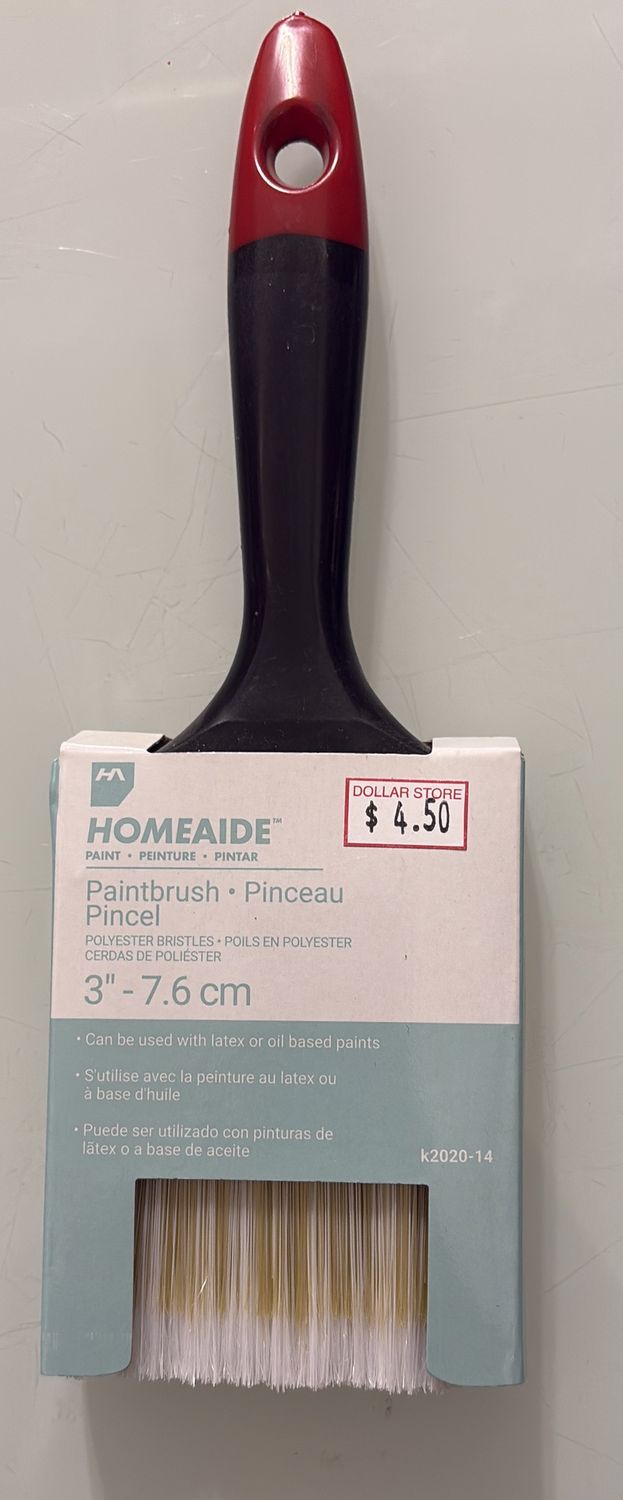 HA
HOMEAIDE™
PAINT • PEINTURE • PINTAR
DOLLAR STORE
$ 4.50
Paintbrush • Pinceau
Pincel
POLYESTER BRISTLES • POILS EN POLYESTER
CERDAS DE POLIÉSTER
3" - 7.6 cm
• Can be used with latex or oil based paints
• S'utilise avec la peinture au latex ou
à base d'huile
• Puede ser utilizado con pinturas de
lãtex o a base de aceite
k2020-14